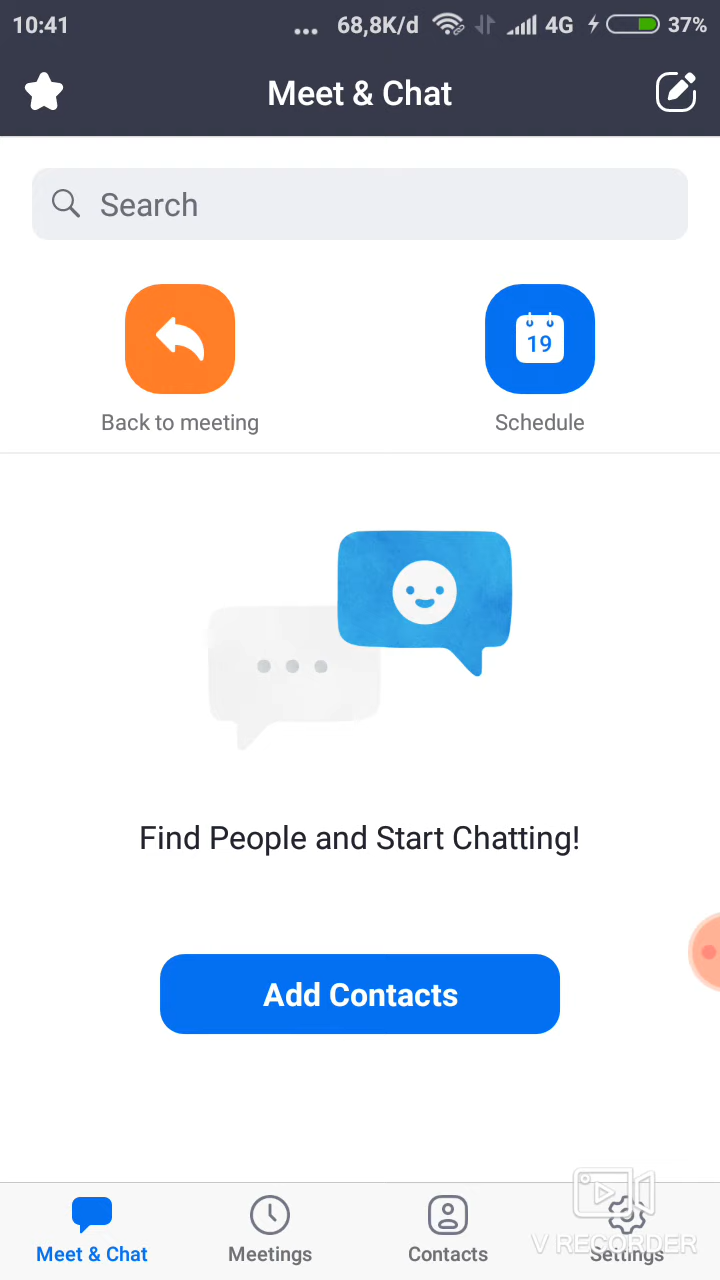 10:41 ... 68,8K/d 4G 37%
Meet & Chat
Search
19
Back to meeting Schedule
Find People and Start Chatting!
Add Contacts
Meet & Chat Meetings Contacts Settings
V RECORDER